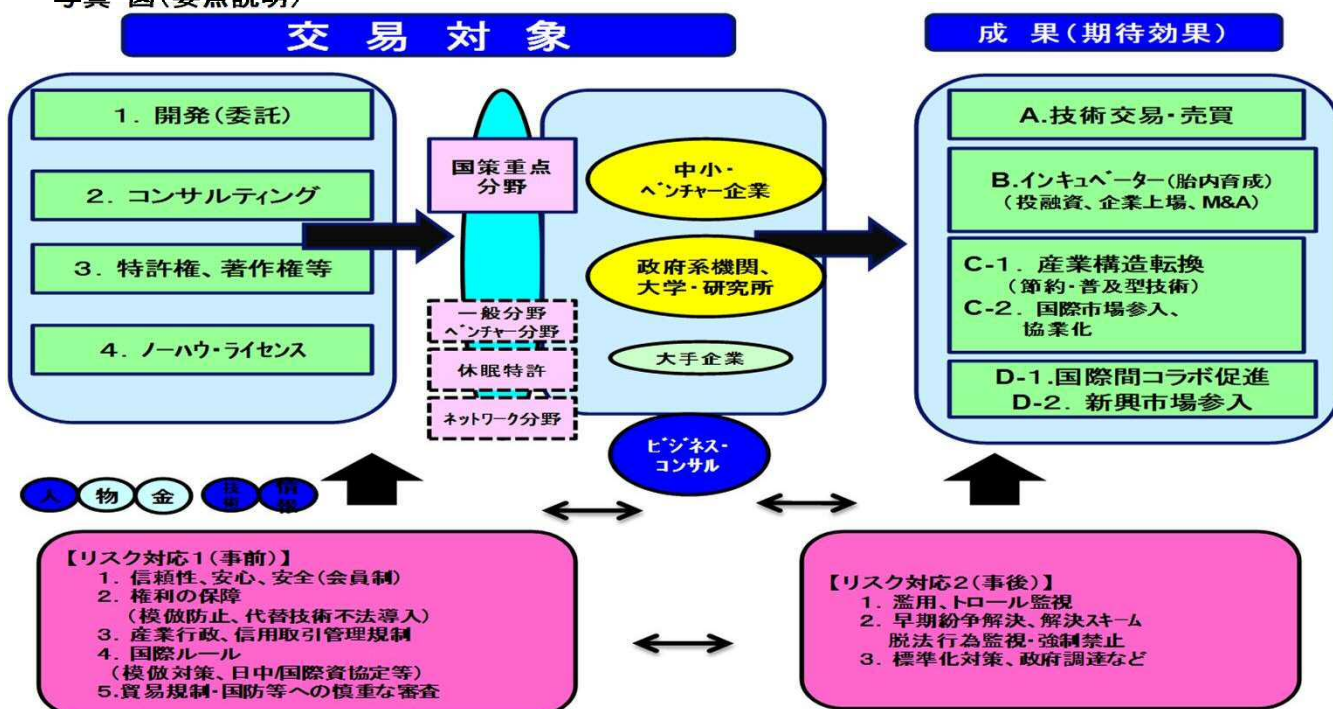 写真・図(要点説明)
交易対象
成果(期待効果)
1. 開発(委託)
2. コンサルティング
3. 特許権、著作権等
4. ノーハウ・ライセンス
国策重点
分野
一般分野
ベンチャー分野
休眠特許
ネットワーク分野
中小・
ベンチャー企業
政府系機関、
大学・研究所
大手企業
ビジネス・
コンサル
A.技術交易・売買
B.インキュベーター(胎内育成)
(投融資、企業上場、M&A)
C-1. 産業構造転換
(節約・普及型技術)
C-2. 国際市場参入、
協業化
D-1.国際間コラボ促進
D-2. 新興市場参入
人
物
金
技術
情報
【リスク対応1(事前)】
1. 信頼性、安心、安全(会員制)
2. 権利の保障
(模倣防止、代替技術不法導入)
3. 産業行政、信用取引管理規制
4. 国際ルール
(模倣対策、日中/国際資協定等)
5.貿易規制・国防等への慎重な審査
【リスク対応2(事後)】
1. 濫用、トロール監視
2. 早期紛争解決、解決スキーム
脱法行為監視・強制禁止
3. 標準化対策、政府調達など